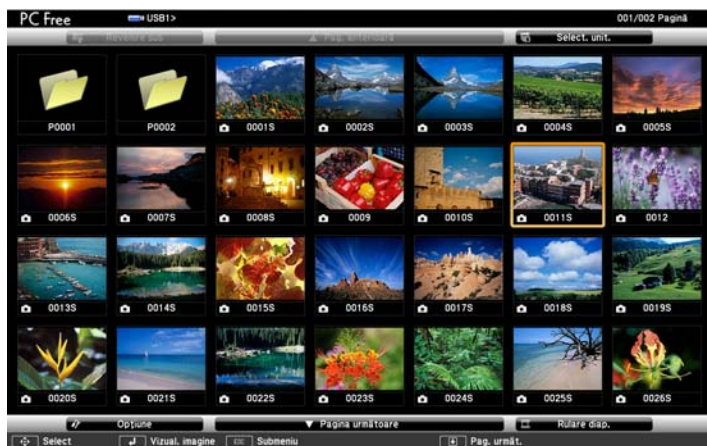 PC Free USB1> 001/002 Pagină
Revenire sus ▲ Pag. anterioară Select. unit.
P0001 P0002 0001S 0002S 0003S 0004S 0005S
0006S 0007S 0008S 0009 0010S 0011S 0012
0013S 0014S 0015S 0016S 0017S 0018S 0019S
0020S 0021S 0022S 0023S 0024S 0025S 0026S
Opţiune ▼ Pagina următoare Rulare diap.
Select Vizual. imagine ESC Submeniu Pag. următ.